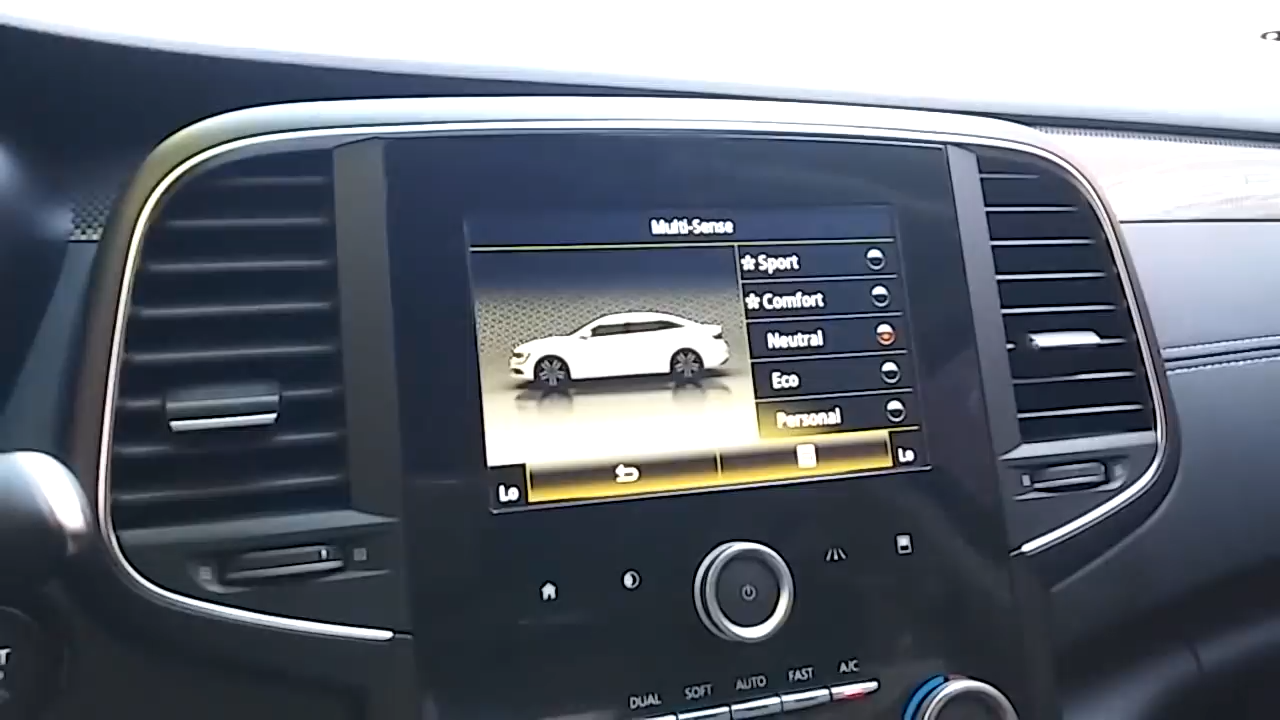 Multi-Sense
Sport
Comfort
Neutral
Eco
Personal
Lo
Lo
DUAL SOFT AUTO FAST A/C